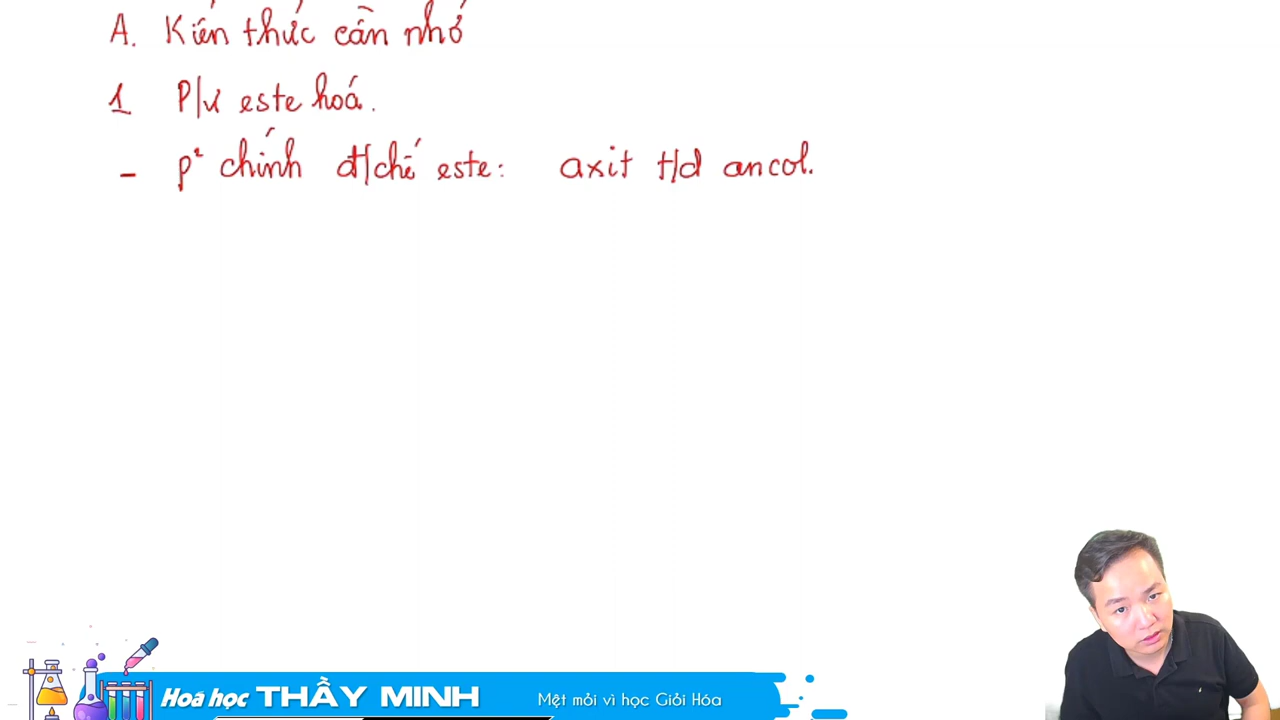 A. Kiến thức cần nhớ
1 P/ư este hoá.
- p² chính đ/chế este: axit t/d ancol.
Hoá học THẦY MINH
Mệt mỏi vì học Giỏi Hóa